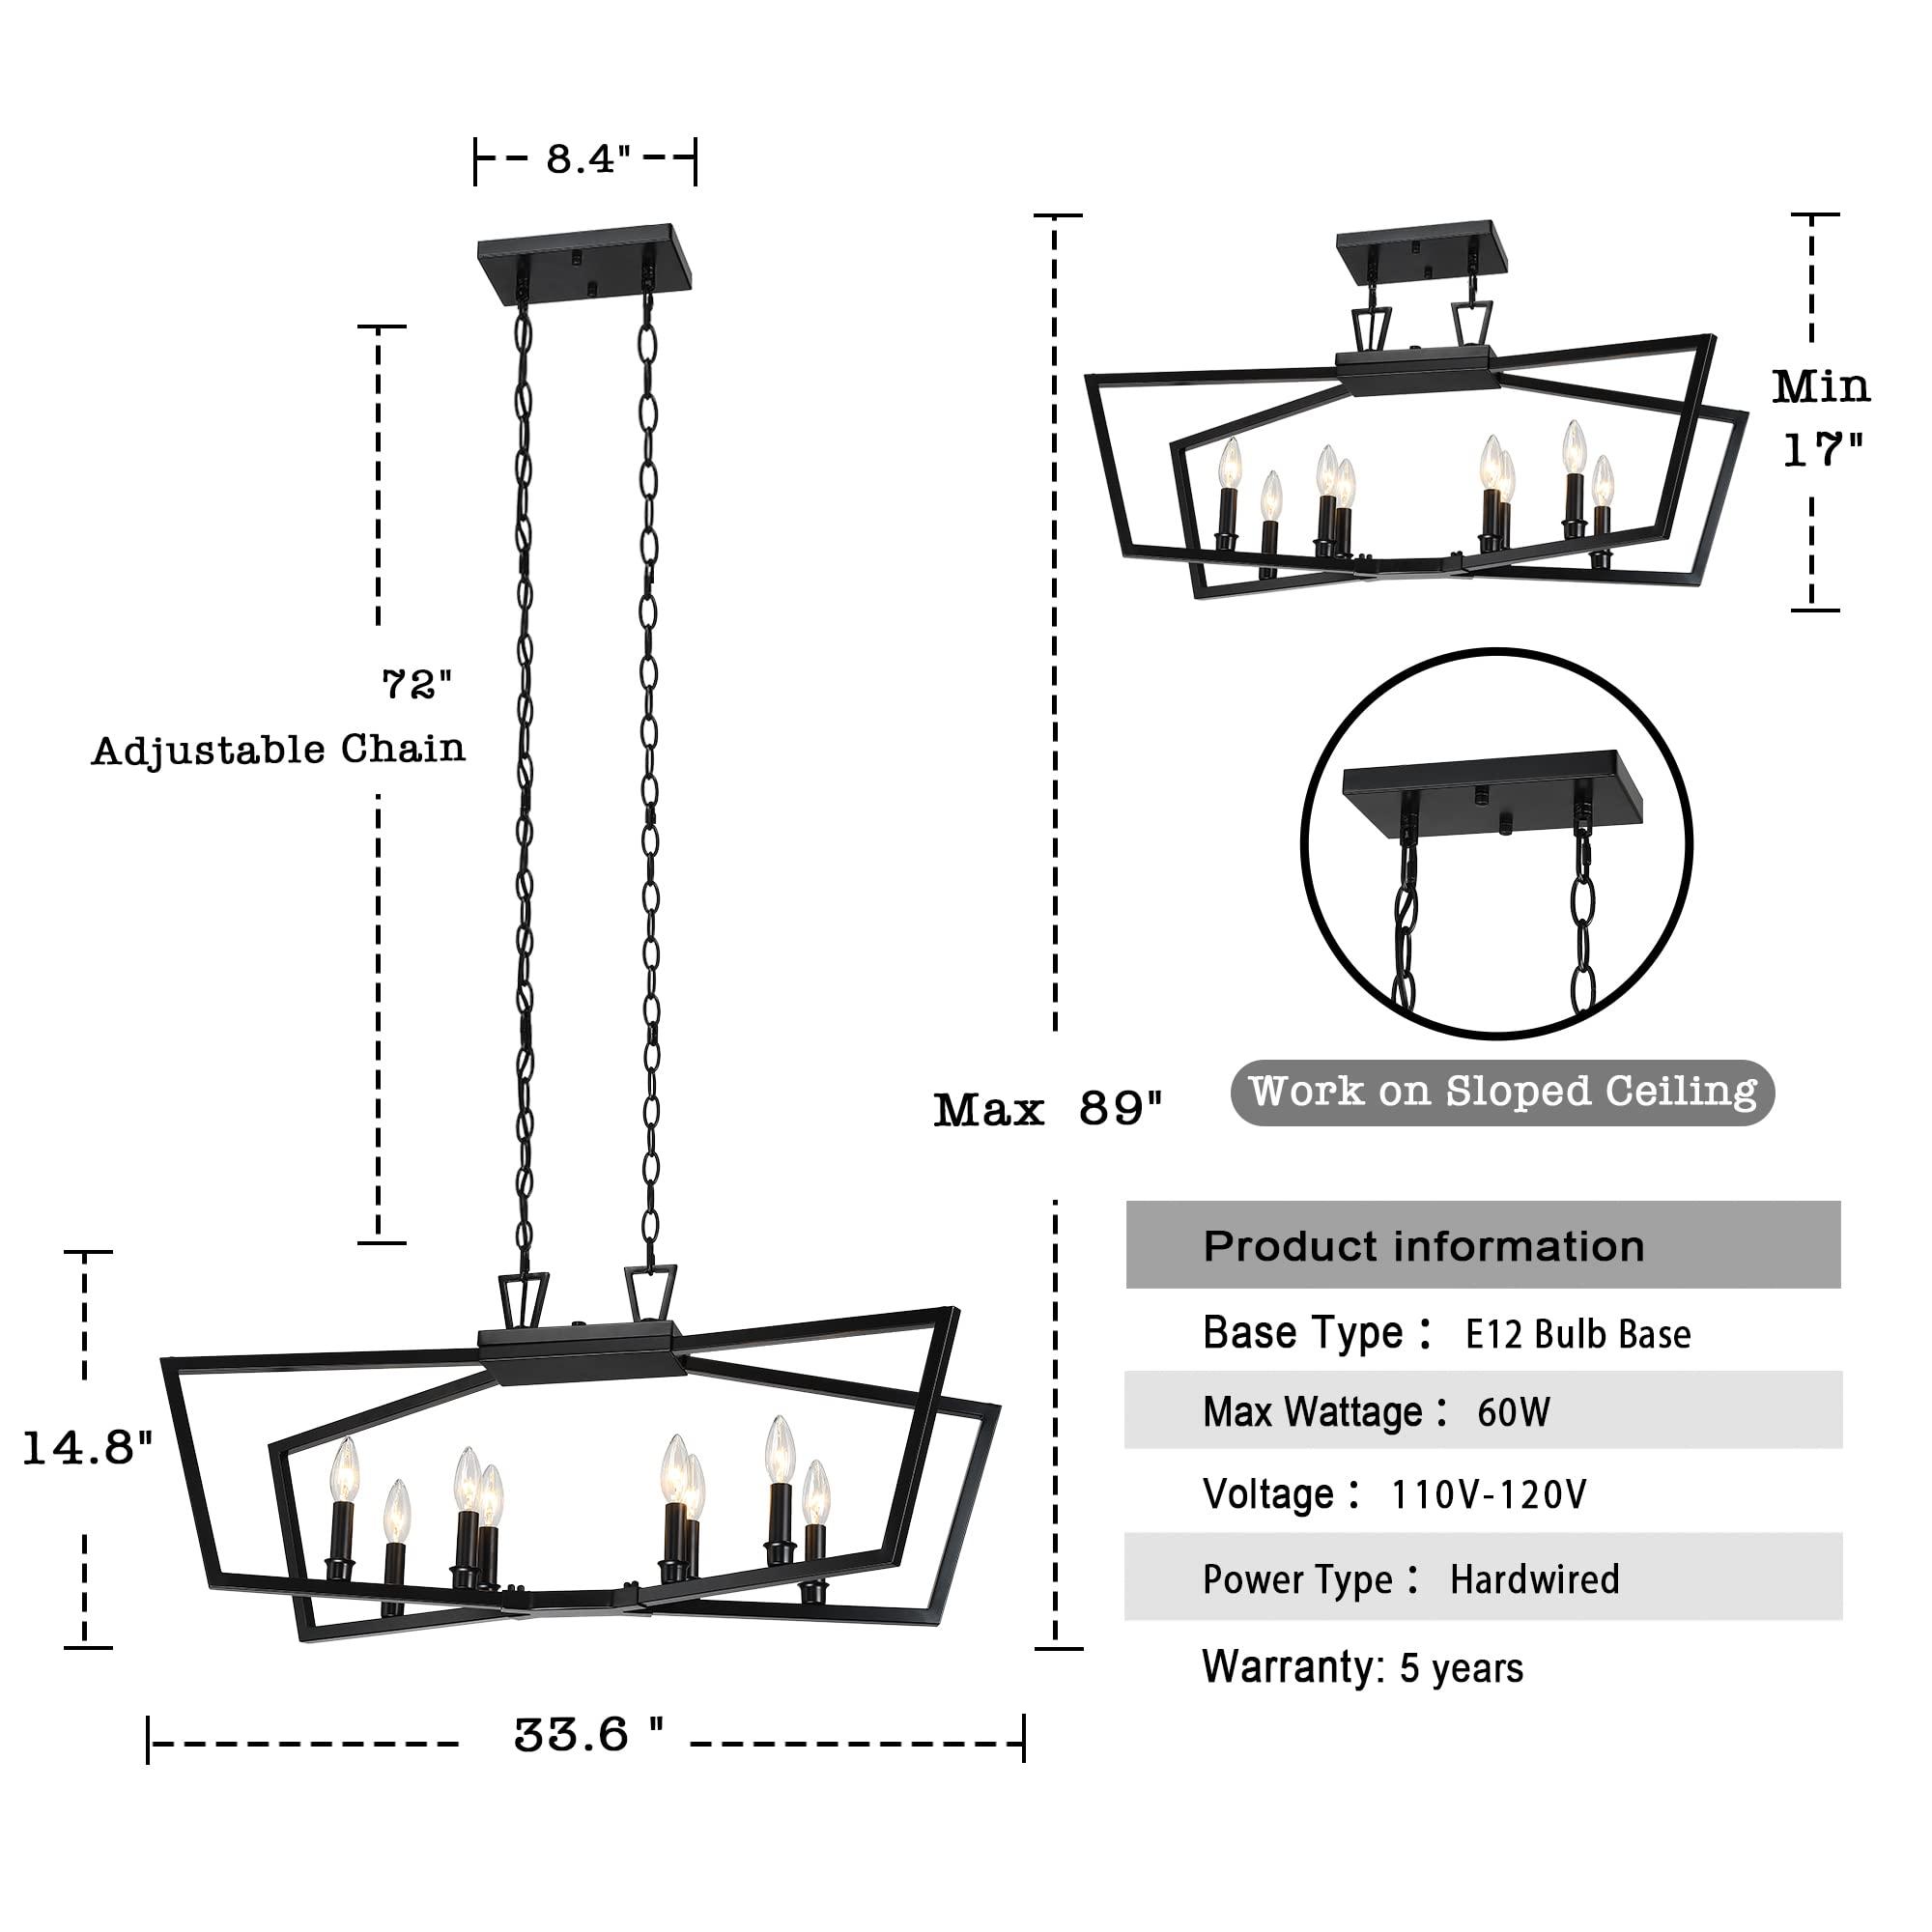 8.4"
72"
Adjustable Chain
14.8"
33.6 "
Max 89"
Min
17"
Work on Sloped Ceiling
Product information
Base Type： E12 Bulb Base
Max Wattage： 60W
Voltage： 110V-120V
Power Type： Hardwired
Warranty: 5 years